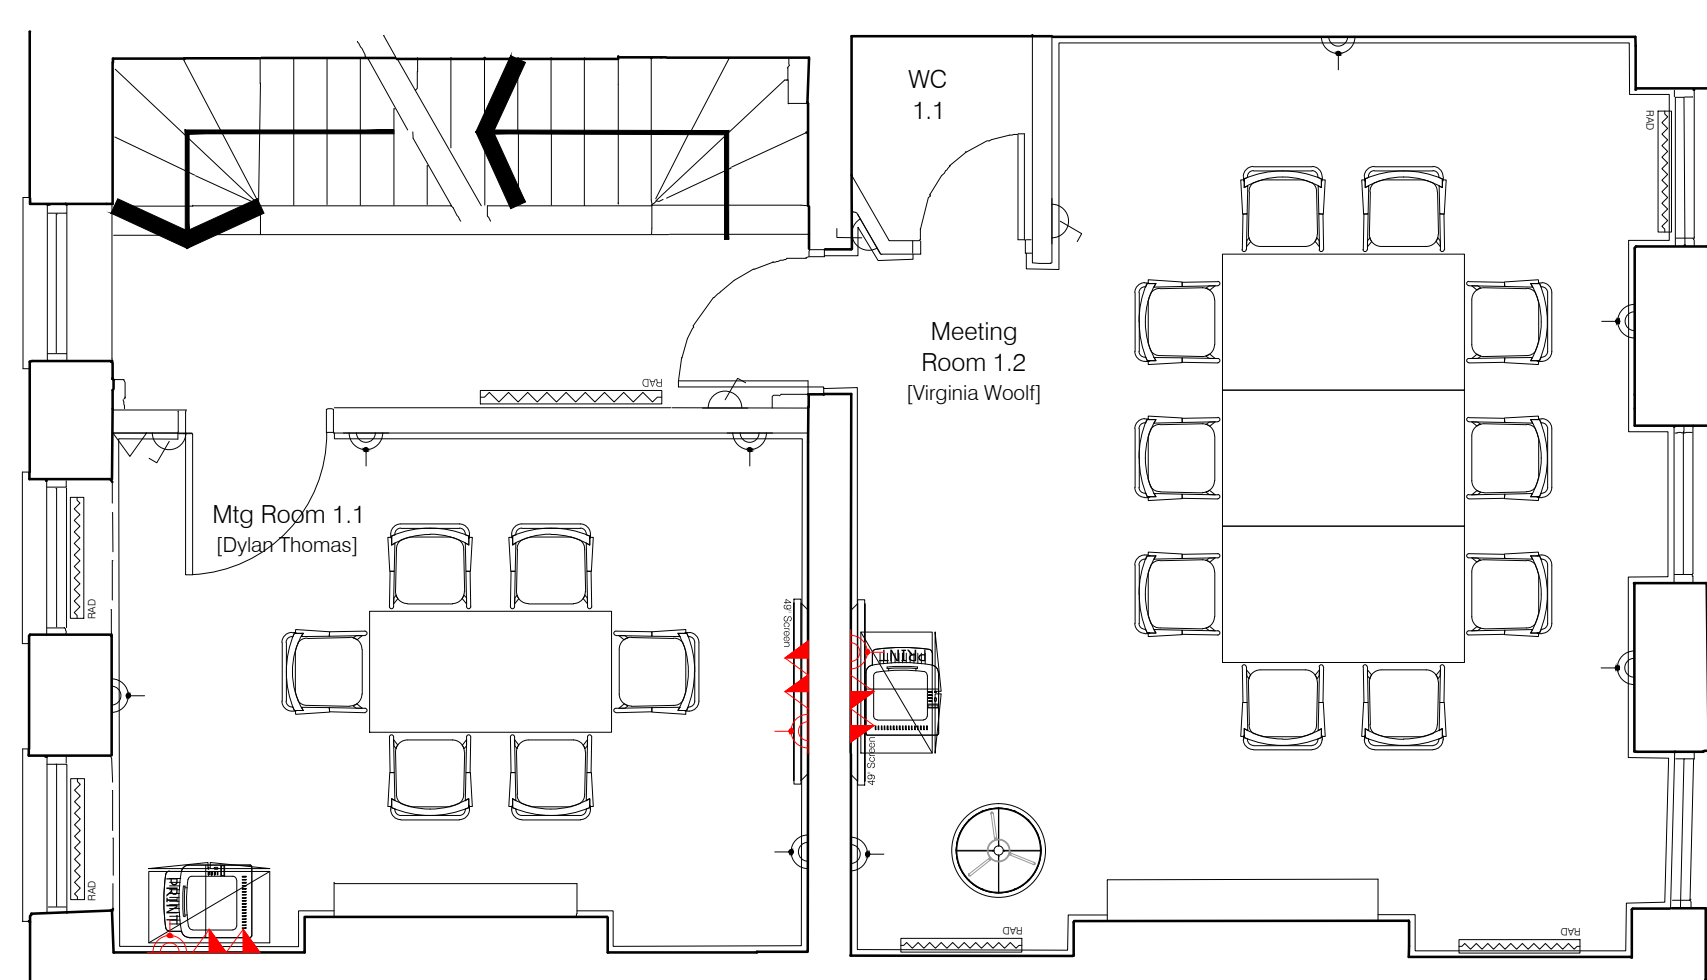 WC
1.1
RAD
Meeting
Room 1.2
[Virginia Woolf]
RAD
Mtg Room 1.1
[Dylan Thomas]
RAD
49' Screen
PRINT
49' Screen
RAD
PRINT
RAD
RAD